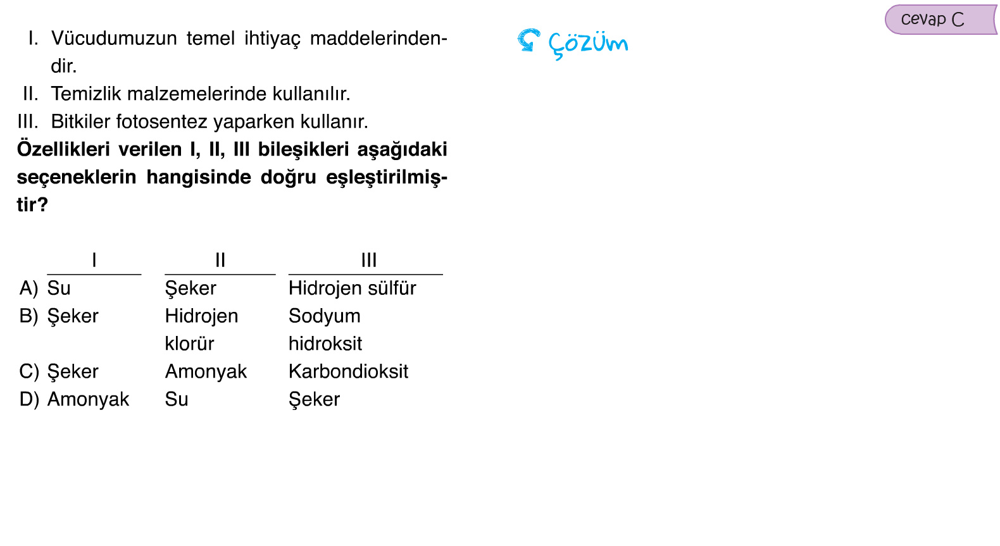 I. Vücudumuzun temel ihtiyaç maddelerinden-
dir.
II. Temizlik malzemelerinde kullanılır.
III. Bitkiler fotosentez yaparken kullanır.
Özellikleri verilen I, II, III bileşikleri aşağıdaki
seçeneklerin hangisinde doğru eşleştirilmiş-
tir?
I II III
A) Su Şeker Hidrojen sülfür
B) Şeker Hidrojen Sodyum
klorür hidroksit
C) Şeker Amonyak Karbondioksit
D) Amonyak Su Şeker
Çözüm
cevap C